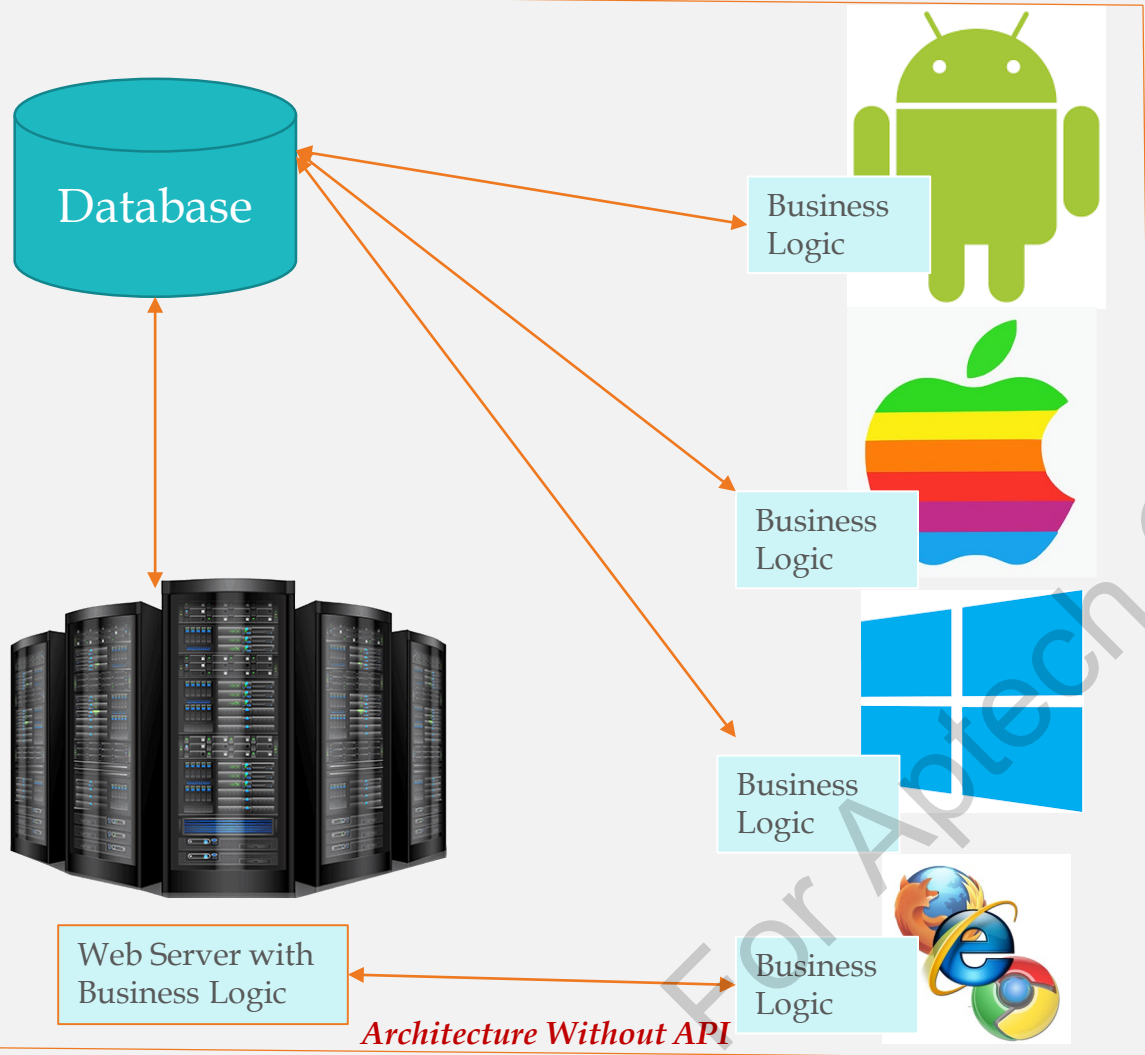 Database
Business
Logic
Business
Logic
Business
Logic
Web Server with
Business Logic
Business
Logic
Architecture Without API
For Aptech